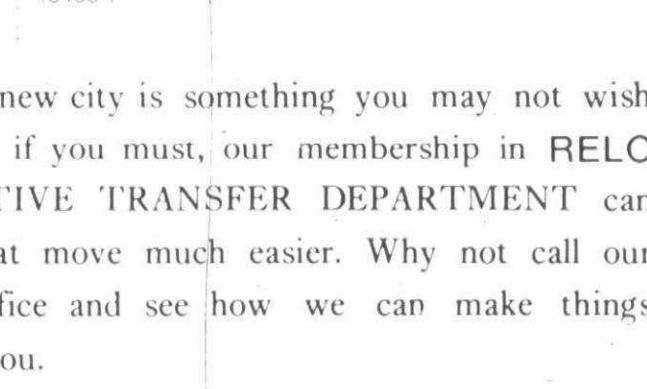 new city is something you may not wish
if you must, our membership in RELO
TIVE TRANSFER DEPARTMENT can
at move much easier. Why not call our
fice and see how we can make things
ou.